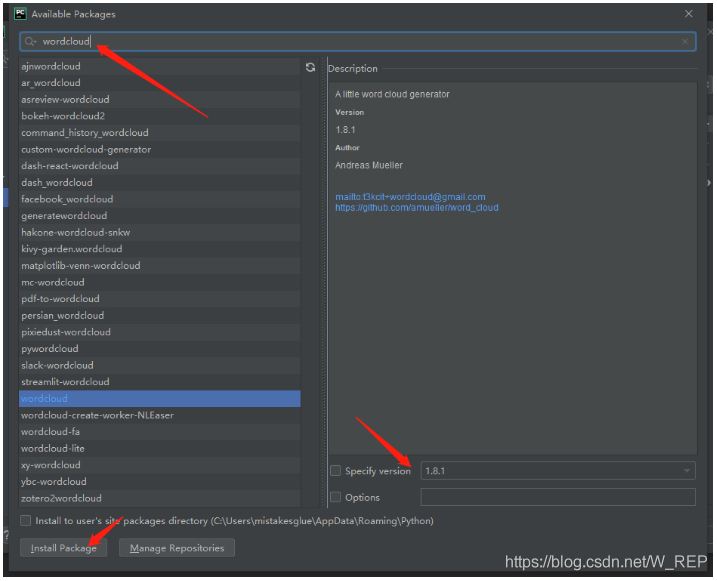 PC
Available Packages
wordcloud
ajnwordcloud
ar_wordcloud
asreview-wordcloud
bokeh-wordcloud2
command_history_wordcloud
custom-wordcloud-generator
dash-react-wordcloud
dash_wordcloud
facebook_wordcloud
generatewordcloud
hakone-wordcloud-snkw
kivy-garden.wordcloud
matplotlib-venn-wordcloud
mc-wordcloud
pdf-to-wordcloud
persian_wordcloud
pixiedust-wordcloud
pywordcloud
slack-wordcloud
streamlit-wordcloud
wordcloud
wordcloud-create-worker-NLEaser
wordcloud-fa
wordcloud-lite
xy-wordcloud
ybc-wordcloud
zotero2wordcloud
Description
A little word cloud generator
Version
1.8.1
Author
Andreas Mueller
mailto:t3kcit+wordcloud@gmail.com
https://github.com/amueller/word_cloud
Specify version
1.8.1
Options
Install to user's site packages directory (C:\Users\mistakesglue\AppData\Roaming\Python)
Install Package
Manage Repositories
https://blog.csdn.net/W_REP